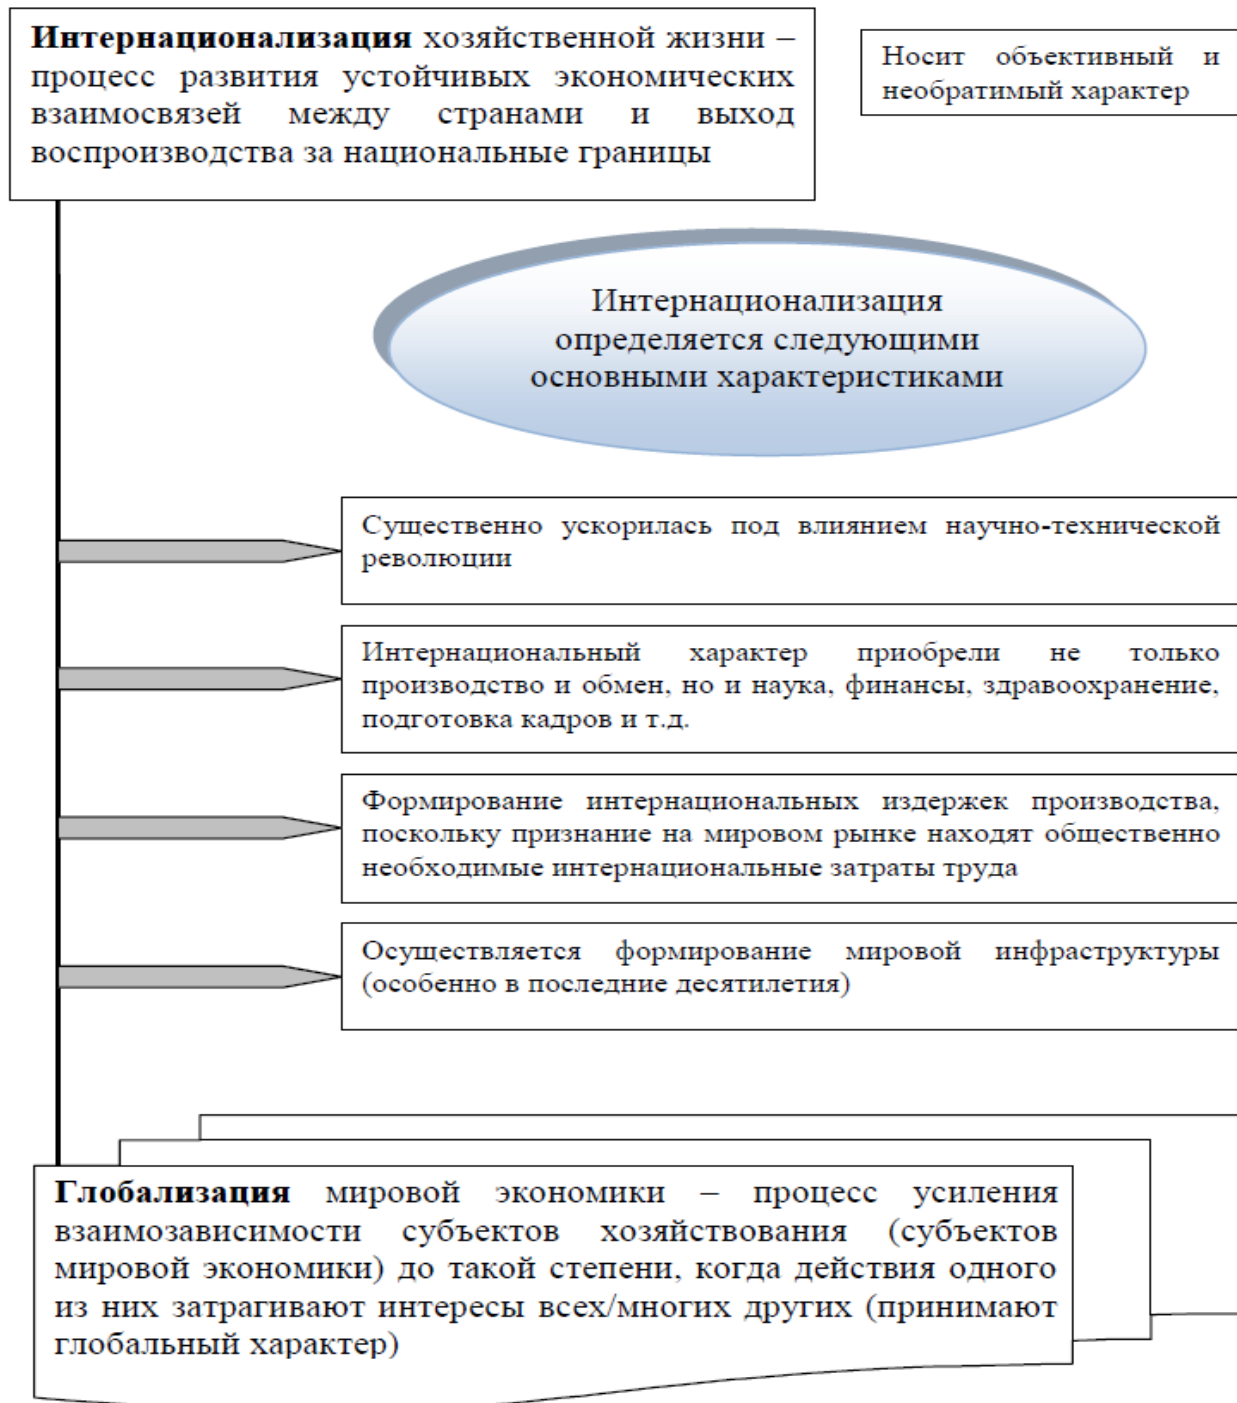 Интернационализация хозяйственной жизни –
процесс развития устойчивых экономических
взаимосвязей между странами и выход
воспроизводства за национальные границы
Носит объективный и
необратимый характер
Интернационализация
определяется следующими
основными характеристиками
Существенно ускорилась под влиянием научно-технической
революции
Интернациональный характер приобрели не только
производство и обмен, но и наука, финансы, здравоохранение,
подготовка кадров и т.д.
Формирование интернациональных издержек производства,
поскольку признание на мировом рынке находят общественно
необходимые интернациональные затраты труда
Осуществляется формирование мировой инфраструктуры
(особенно в последние десятилетия)
Глобализация мировой экономики – процесс усиления
взаимозависимости субъектов хозяйствования (субъектов
мировой экономики) до такой степени, когда действия одного
из них затрагивают интересы всех/многих других (принимают
глобальный характер)